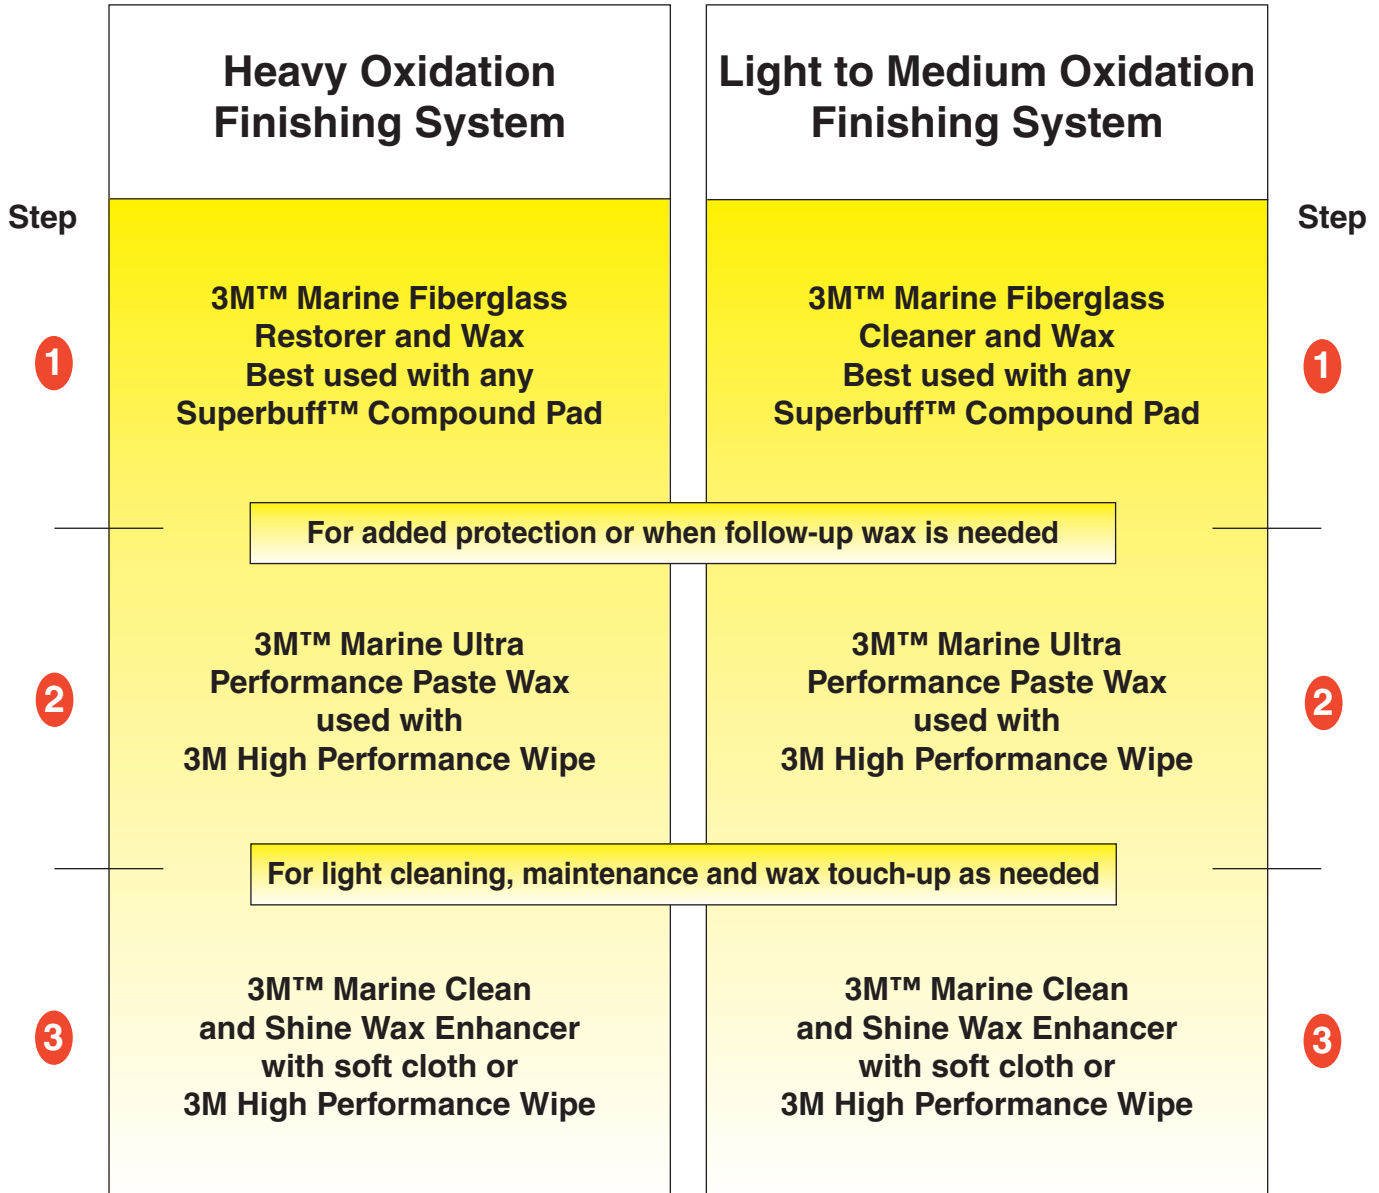 Heavy Oxidation
Finishing System
Light to Medium Oxidation
Finishing System
Step
Step
1
3M™ Marine Fiberglass
Restorer and Wax
Best used with any
Superbuff™ Compound Pad
3M™ Marine Fiberglass
Cleaner and Wax
Best used with any
Superbuff™ Compound Pad
1
For added protection or when follow-up wax is needed
2
3M™ Marine Ultra
Performance Paste Wax
used with
3M High Performance Wipe
3M™ Marine Ultra
Performance Paste Wax
used with
3M High Performance Wipe
2
For light cleaning, maintenance and wax touch-up as needed
3
3M™ Marine Clean
and Shine Wax Enhancer
with soft cloth or
3M High Performance Wipe
3M™ Marine Clean
and Shine Wax Enhancer
with soft cloth or
3M High Performance Wipe
3